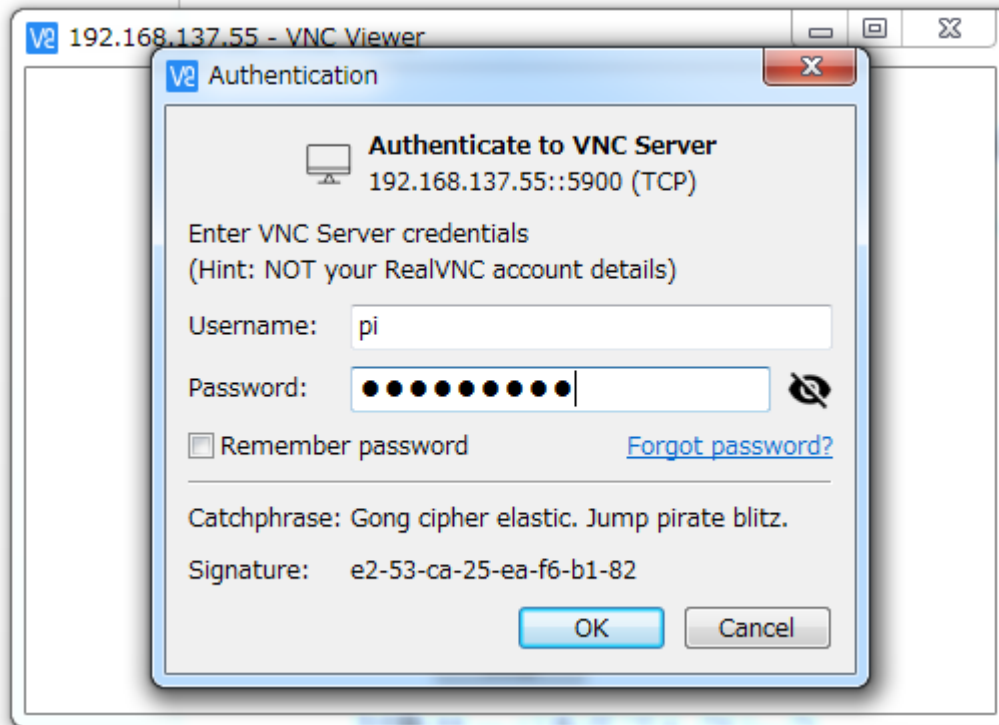 192.168.137.55 - VNC Viewer
Authentication
Authenticate to VNC Server
192.168.137.55::5900 (TCP)
Enter VNC Server credentials
(Hint: NOT your RealVNC account details)
Username: pi
Password: ●●●●●●●●●
Remember password Forgot password?
Catchphrase: Gong cipher elastic. Jump pirate blitz.
Signature: e2-53-ca-25-ea-f6-b1-82
OK Cancel